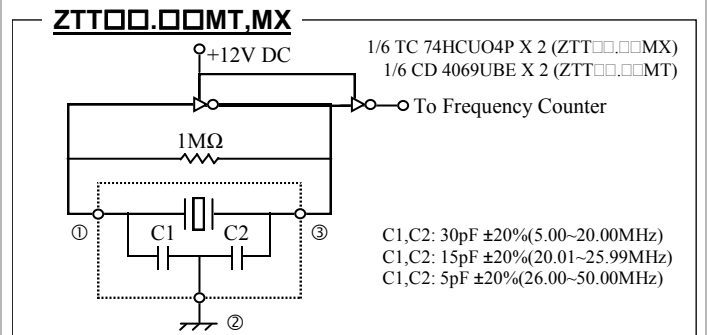 ZTT□□.□□MT,MX
+12V DC
1/6 TC 74HCUO4P X 2 (ZTT□□.□□MX)
1/6 CD 4069UBE X 2 (ZTT□□.□□MT)
To Frequency Counter
1MΩ
① C1 C2 ③
C1,C2: 30pF ±20%(5.00~20.00MHz)
C1,C2: 15pF ±20%(20.01~25.99MHz)
C1,C2: 5pF ±20%(26.00~50.00MHz)
②